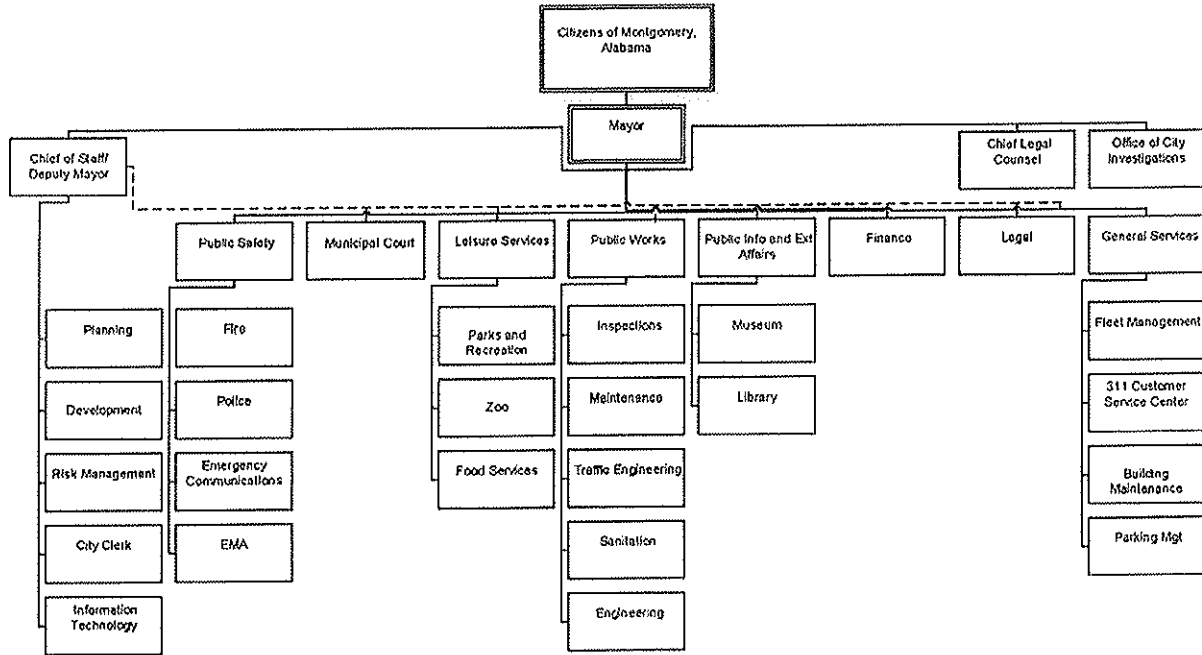 Citizens of Montgomery,
Alabama
Mayor
Chief of Staff/
Deputy Mayor
Chief Legal
Counsel
Office of City
Investigations
Public Safety
Municipal Court
Leisure Services
Public Works
Public Info and Ext
Affairs
Finance
Legal
General Services
Planning
Fire
Parks and
Recreation
Inspections
Museum
Fleet Management
Development
Police
Zoo
Maintenance
Library
311 Customer
Service Center
Risk Management
Emergency
Communications
Food Services
Traffic Engineering
Building
Maintenance
City Clerk
EMA
Sanitation
Parking Mgt
Information
Technology
Engineering